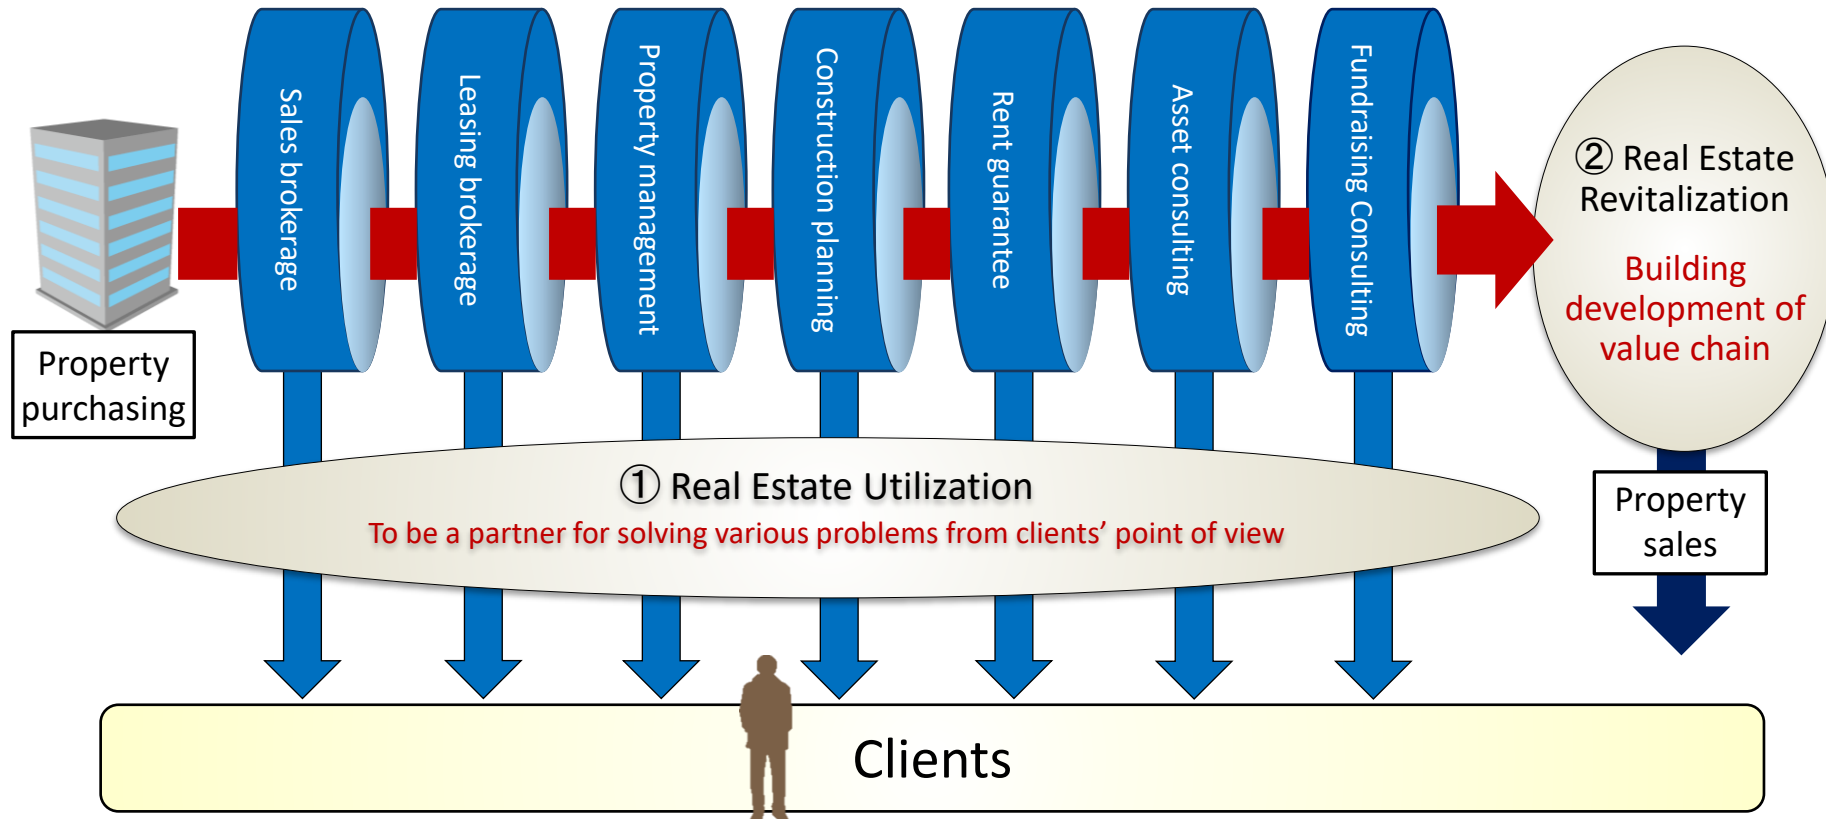 Sales brokerage
Leasing brokerage
Property management
Construction planning
Rent guarantee
Asset consulting
Fundraising Consulting
② Real Estate
Revitalization
Building
development of
value chain
Property
purchasing
① Real Estate Utilization
To be a partner for solving various problems from clients’ point of view
Property
sales
Clients